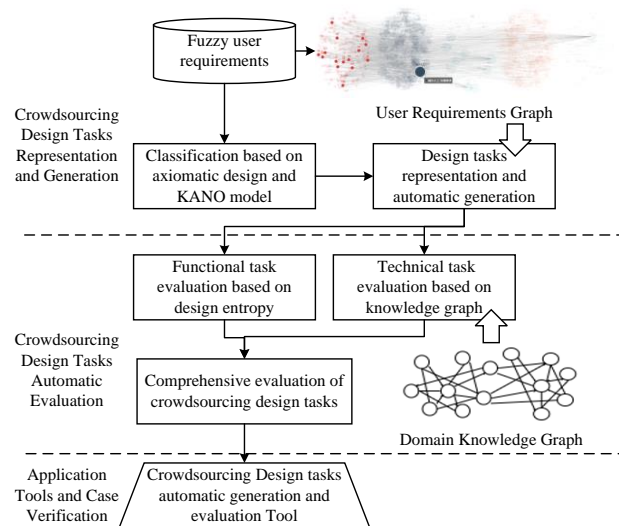 Fuzzy user
requirements
User Requirements Graph
Crowdsourcing
Design Tasks
Representation
and Generation
Classification based on
axiomatic design and
KANO model
Design tasks
representation and
automatic generation
Functional task
evaluation based on
design entropy
Technical task
evaluation based on
knowledge graph
Crowdsourcing
Design Tasks
Automatic
Evaluation
Comprehensive evaluation of
crowdsourcing design tasks
Domain Knowledge Graph
Application
Tools and Case
Verification
Crowdsourcing Design tasks
automatic generation and
evaluation Tool